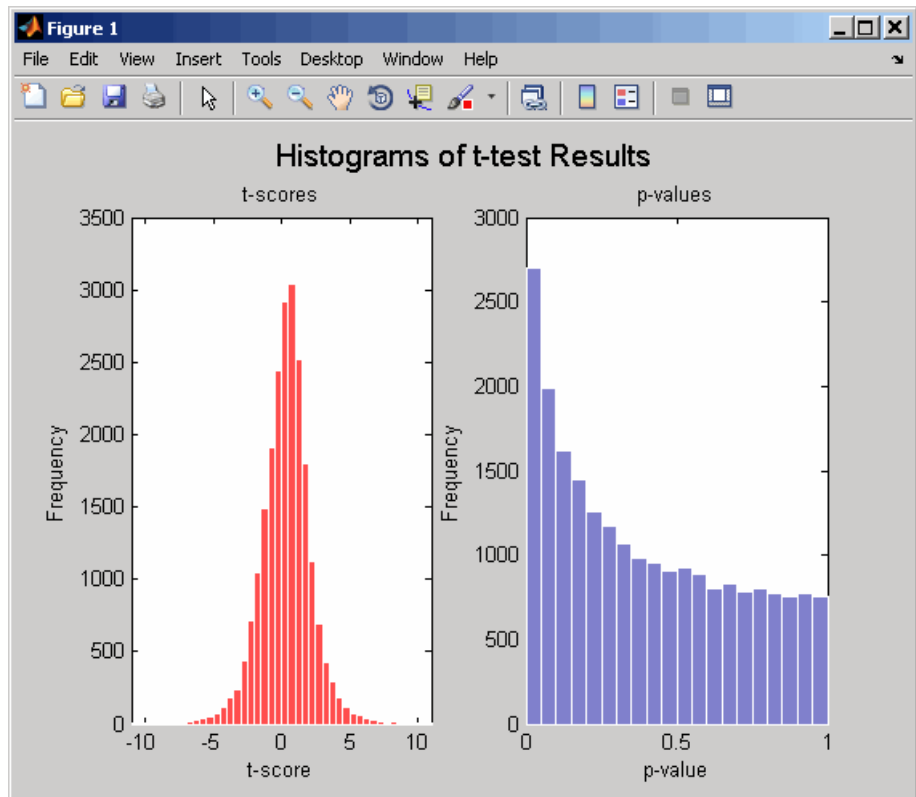 Figure 1
File Edit View Insert Tools Desktop Window Help
Histograms of t-test Results
t-scores
3500
3000
2500
2000
1500
1000
500
0
Frequency
-10 -5 0 5 10
t-score
p-values
3000
2500
2000
1500
1000
500
0
Frequency
0 0.5 1
p-value